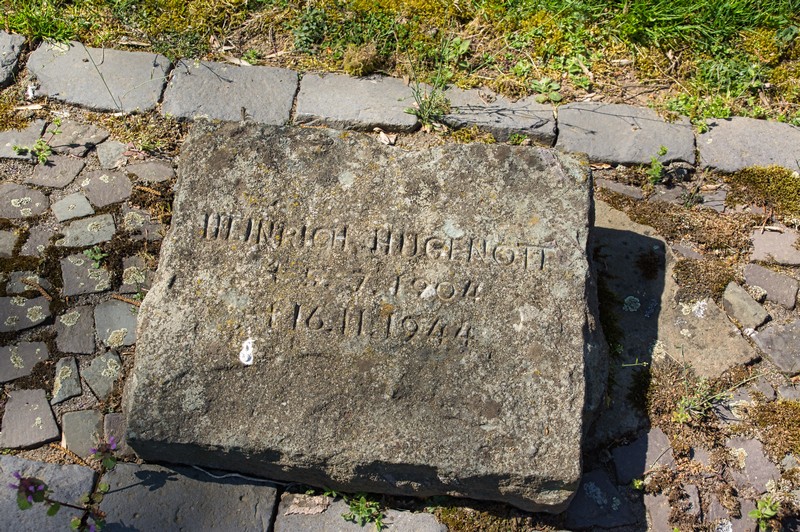 HEINRICH HUGENOTT
* 5. 7. 1904
† 16.11.1944